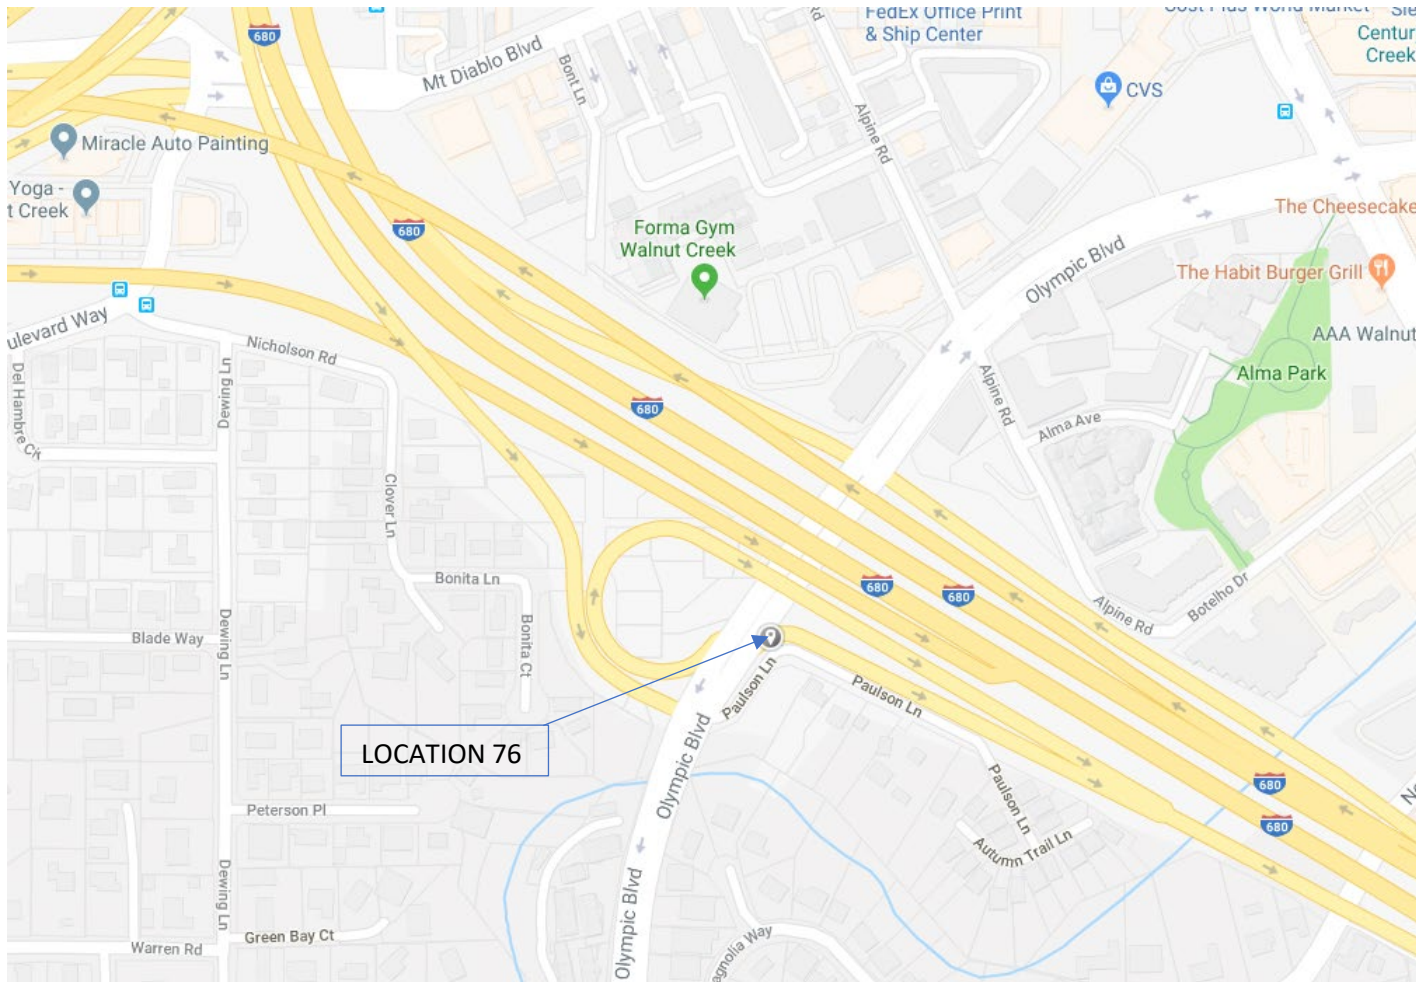 680
FedEx Office Print
& Ship Center
Century
Creek
Mt Diablo Blvd
Bont Ln
Alpine Rd
CVS
Miracle Auto Painting
Yoga -
t Creek
The Cheesecake
Forma Gym
Walnut Creek
680
Olympic Blvd
The Habit Burger Grill
ulevard Way
Nicholson Rd
AAA Walnut
Del Hambre Cir
Dewing Ln
Alma Park
Alpine Rd
680
Alma Ave
Clover Ln
Bonita Ln
680
680
Alpine Rd
Botelho Dr
Blade Way
Dewing Ln
Bonita Ct
Paulson Ln
Paulson Ln
LOCATION 76
Olympic Blvd
Paulson Ln
680
680
Peterson Pl
Autumn Trail Ln
Dewing Ln
Green Bay Ct
Warren Rd
Olympic Blvd
agnolia Way